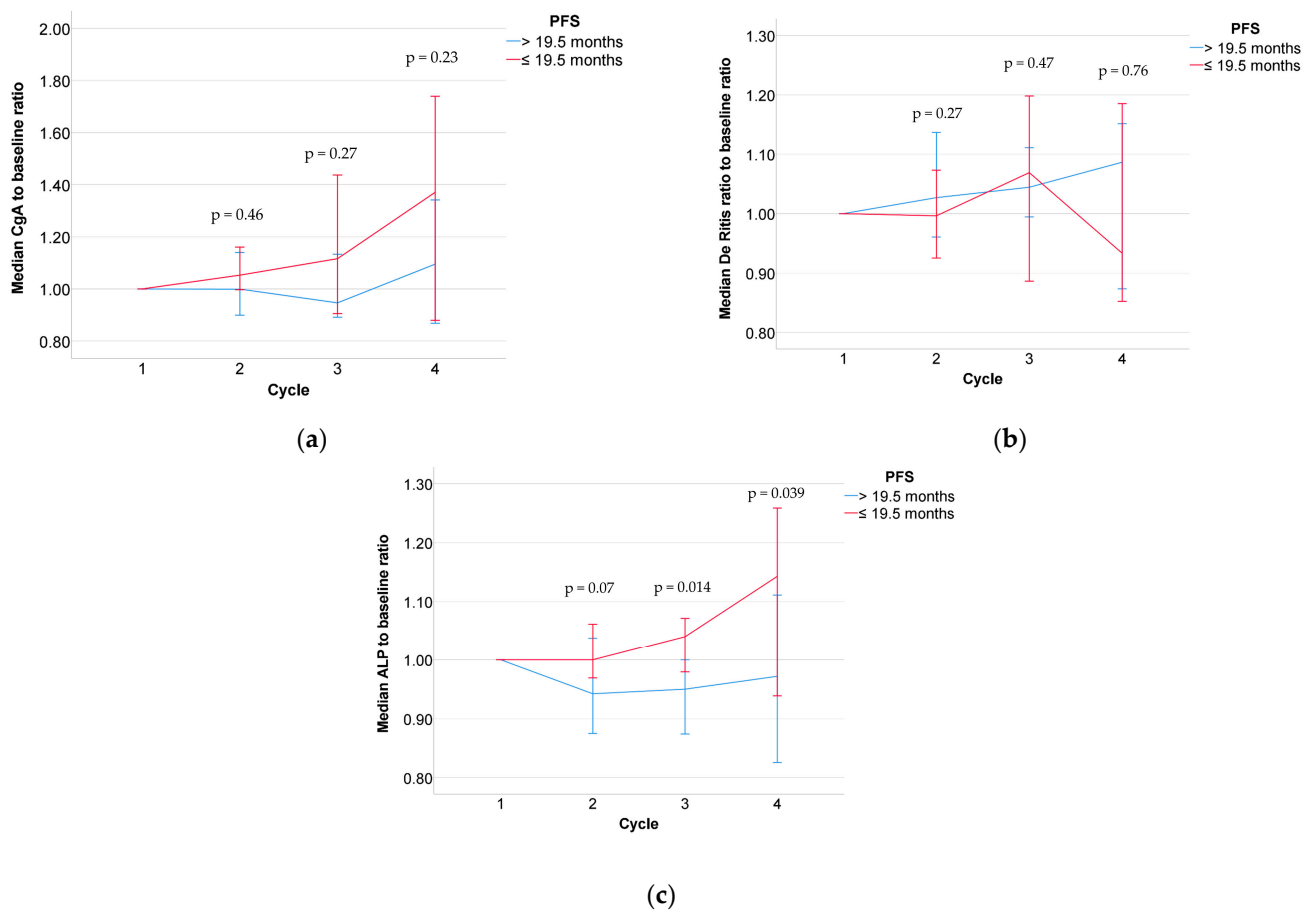 PFS
> 19.5 months
≤ 19.5 months
2.00
1.80
1.60
1.40
1.20
1.00
0.80
Median CgA to baseline ratio
p = 0.46
p = 0.27
p = 0.23
1 2 3 4
Cycle
(a)
PFS
> 19.5 months
≤ 19.5 months
1.30
1.20
1.10
1.00
0.90
0.80
Median De Ritis ratio to baseline ratio
p = 0.27
p = 0.47
p = 0.76
1 2 3 4
Cycle
(b)
PFS
> 19.5 months
≤ 19.5 months
1.30
1.20
1.10
1.00
0.90
0.80
Median ALP to baseline ratio
p = 0.07
p = 0.014
p = 0.039
1 2 3 4
Cycle
(c)